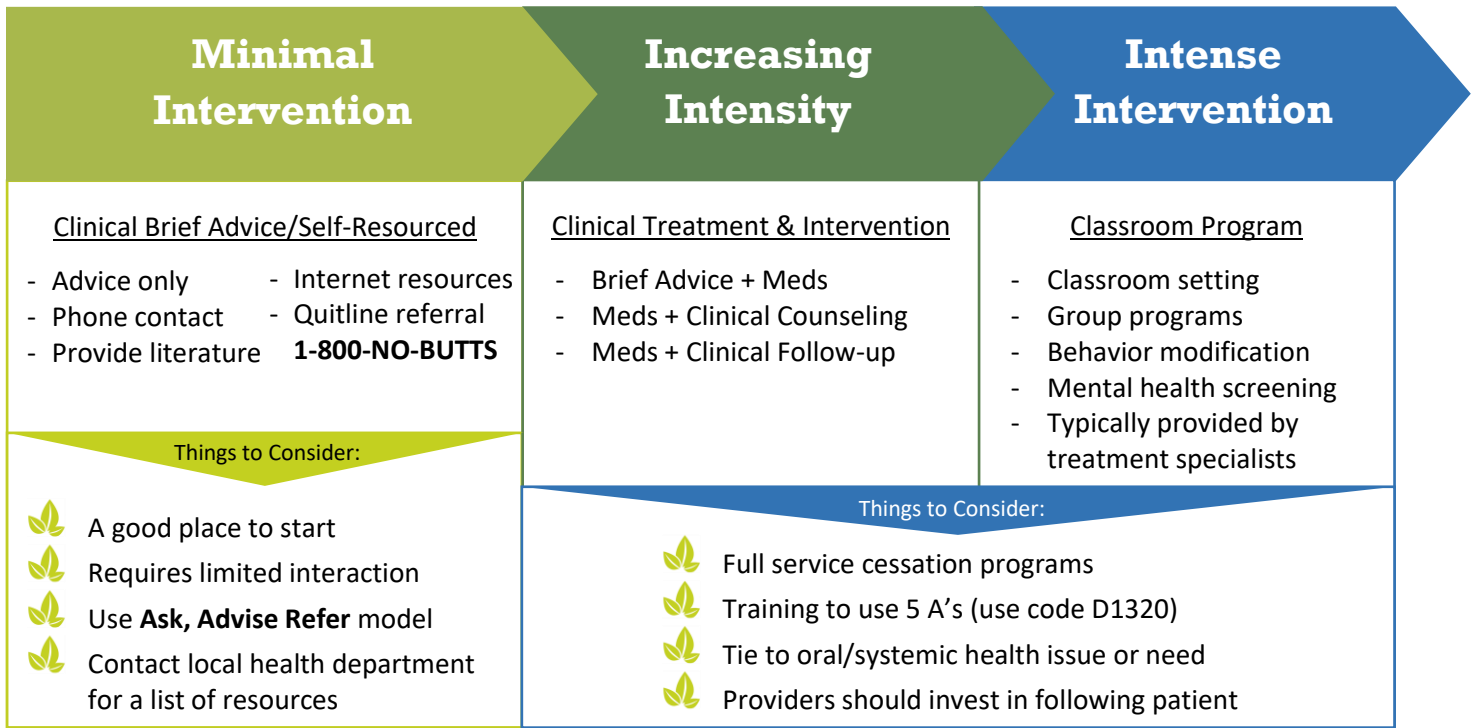 Minimal
Intervention
Increasing
Intensity
Intense
Intervention
Clinical Brief Advice/Self-Resourced
- Advice only
- Phone contact
- Provide literature
- Internet resources
- Quitline referral
1-800-NO-BUTTS
Things to Consider:
A good place to start
Requires limited interaction
Use Ask, Advise Refer model
Contact local health department
for a list of resources
Clinical Treatment & Intervention
- Brief Advice + Meds
- Meds + Clinical Counseling
- Meds + Clinical Follow-up
Classroom Program
- Classroom setting
- Group programs
- Behavior modification
- Mental health screening
- Typically provided by
treatment specialists
Things to Consider:
Full service cessation programs
Training to use 5 A’s (use code D1320)
Tie to oral/systemic health issue or need
Providers should invest in following patient